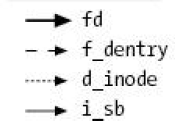 fd
f_dentry
d_inode
i_sb